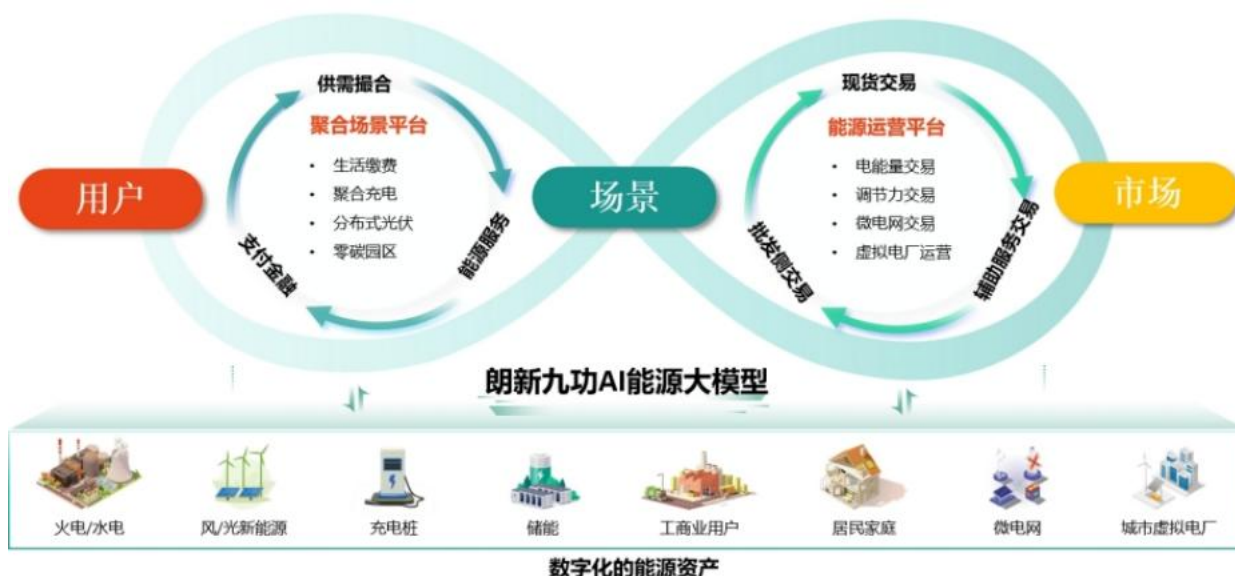 供需撮合
聚合场景平台
• 生活缴费
• 聚合充电
• 分布式光伏
• 零碳园区
支付金融
能源服务
用户
场景
现货交易
能源运营平台
• 电能量交易
• 调节力交易
• 微电网交易
• 虚拟电厂运营
批发侧交易
辅助服务交易
市场
朗新九功AI能源大模型
火电/水电
风/光新能源
充电桩
储能
工商业用户
居民家庭
微电网
城市虚拟电厂
数字化的能源资产